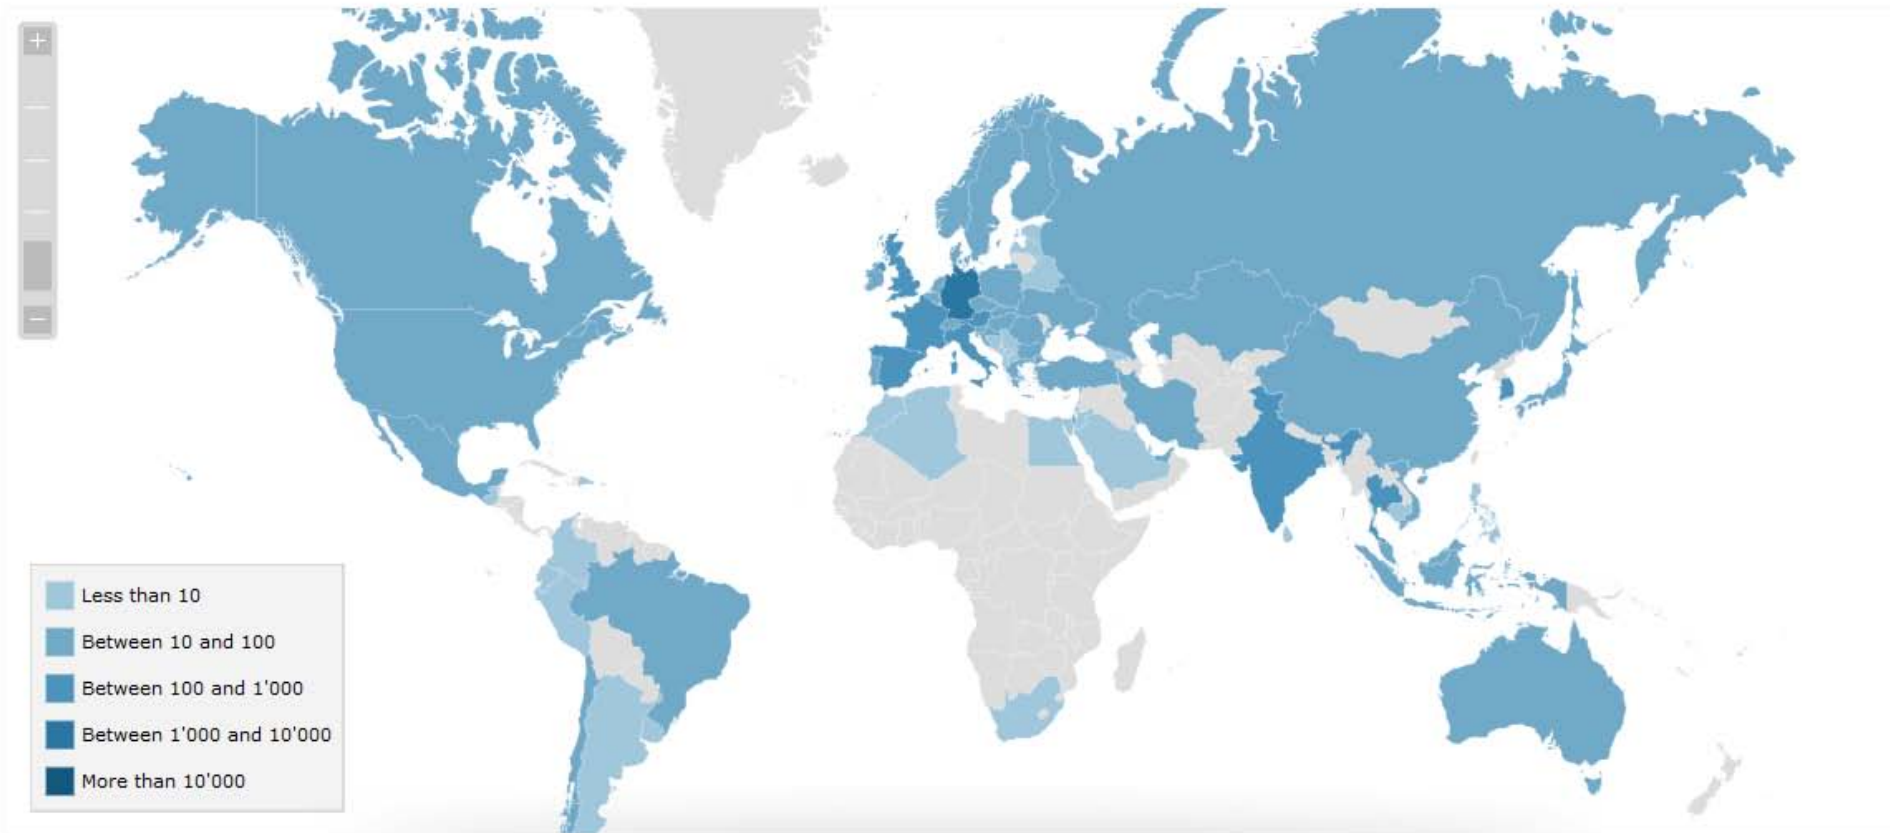 +
−
Less than 10
Between 10 and 100
Between 100 and 1'000
Between 1'000 and 10'000
More than 10'000